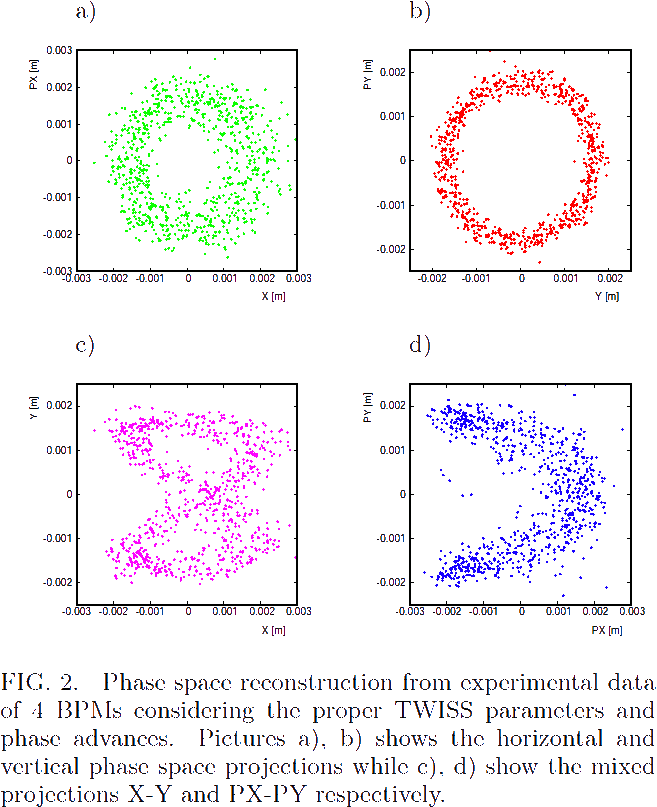 a)
b)
0.003
0.002
0.001
0
-0.001
-0.002
-0.003
PX [m]
-0.003 -0.002 -0.001 0 0.001 0.002 0.003
X [m]
0.002
0.001
0
-0.001
-0.002
PY [m]
-0.002 -0.001 0 0.001 0.002
Y [m]
c)
d)
0.002
0.001
0
-0.001
-0.002
Y [m]
-0.003 -0.002 -0.001 0 0.001 0.002 0.003
X [m]
0.002
0.001
0
-0.001
-0.002
PY [m]
-0.003 -0.002 -0.001 0 0.001 0.002 0.003
PX [m]
FIG. 2. Phase space reconstruction from experimental data
of 4 BPMs considering the proper TWISS parameters and
phase advances. Pictures a), b) shows the horizontal and
vertical phase space projections while c), d) show the mixed
projections X-Y and PX-PY respectively.